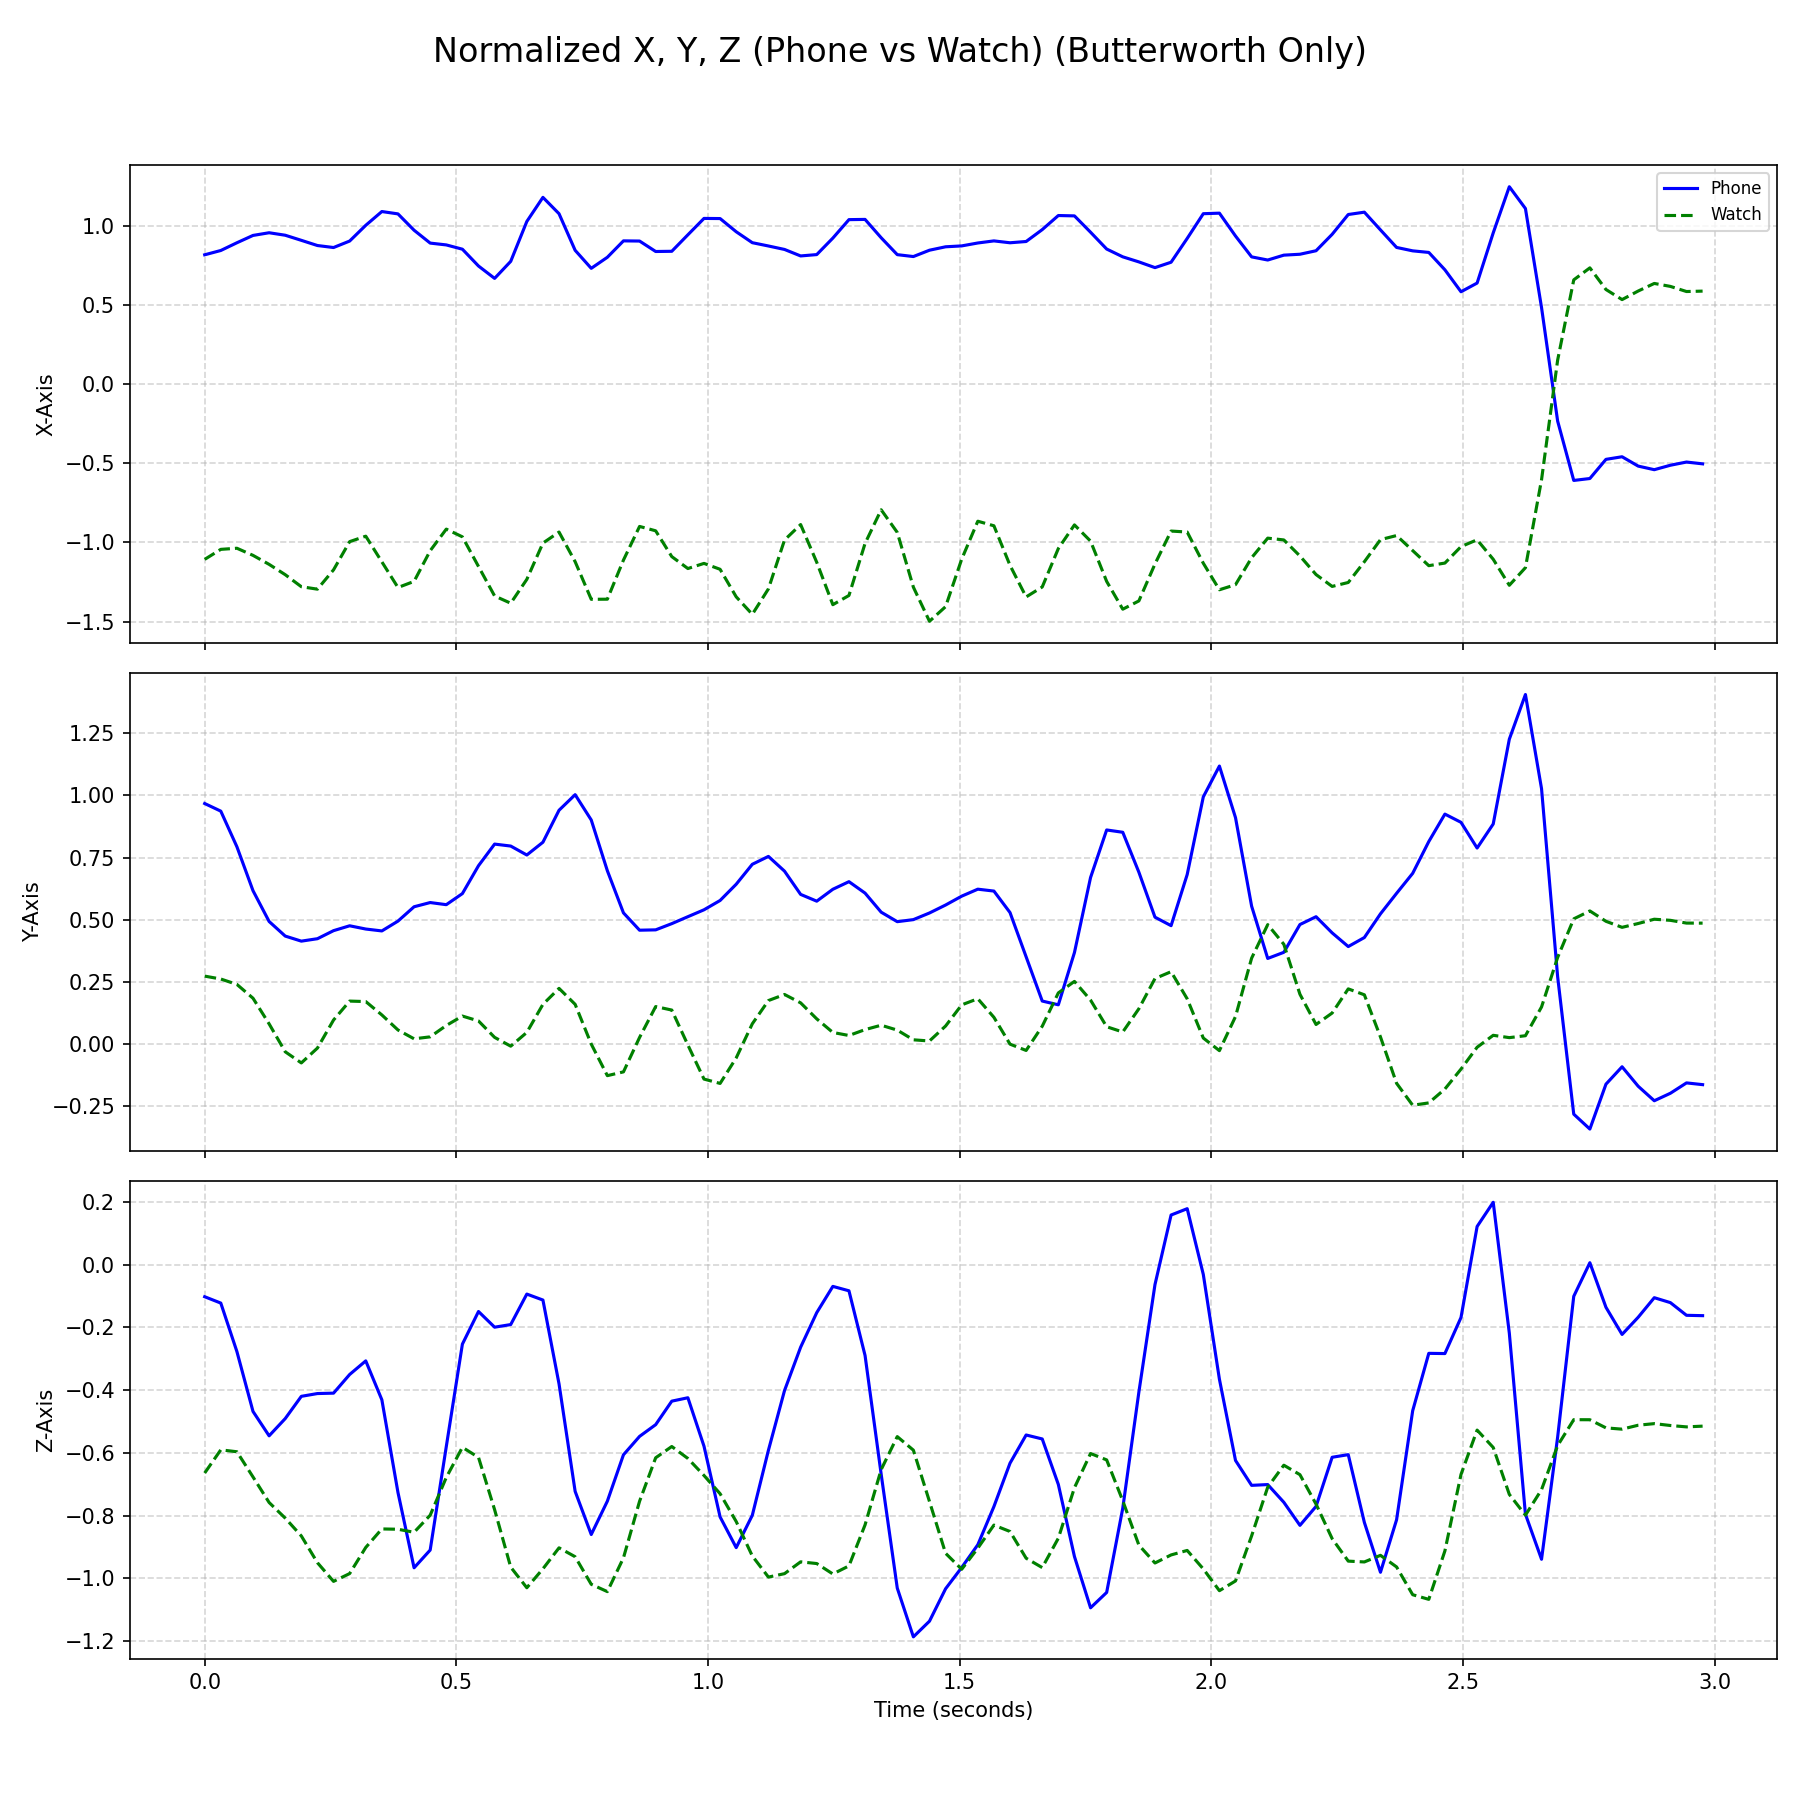 Normalized X, Y, Z (Phone vs Watch) (Butterworth Only)
Phone
Watch
1.0
0.5
0.0
−0.5
−1.0
−1.5
X-Axis
1.25
1.00
0.75
0.50
0.25
0.00
−0.25
Y-Axis
0.2
0.0
−0.2
−0.4
−0.6
−0.8
−1.0
−1.2
Z-Axis
0.0 0.5 1.0 1.5 2.0 2.5 3.0
Time (seconds)